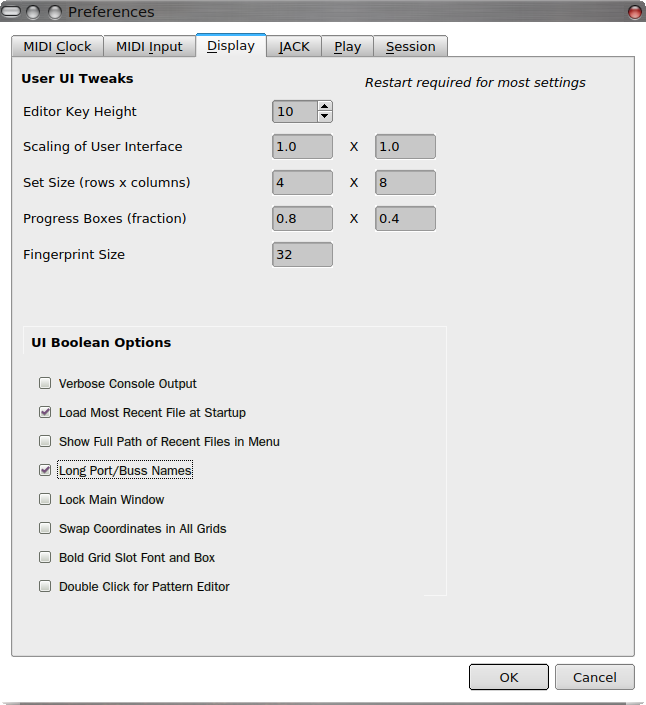 Preferences
MIDI Clock MIDI Input Display JACK Play Session
User UI Tweaks
Restart required for most settings
Editor Key Height 10
Scaling of User Interface 1.0 X 1.0
Set Size (rows x columns) 4 X 8
Progress Boxes (fraction) 0.8 X 0.4
Fingerprint Size 32
UI Boolean Options
Verbose Console Output
Load Most Recent File at Startup
Show Full Path of Recent Files in Menu
Long Port/Buss Names
Lock Main Window
Swap Coordinates in All Grids
Bold Grid Slot Font and Box
Double Click for Pattern Editor
OK Cancel